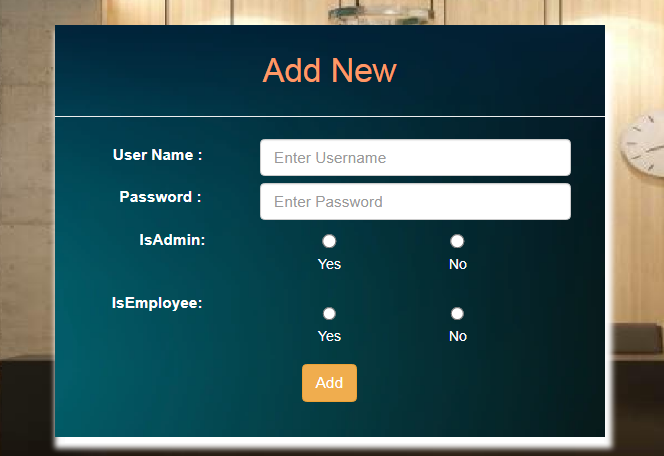 Add New
User Name :
Enter Username
Password :
Enter Password
IsAdmin:
Yes No
IsEmployee:
Yes No
Add